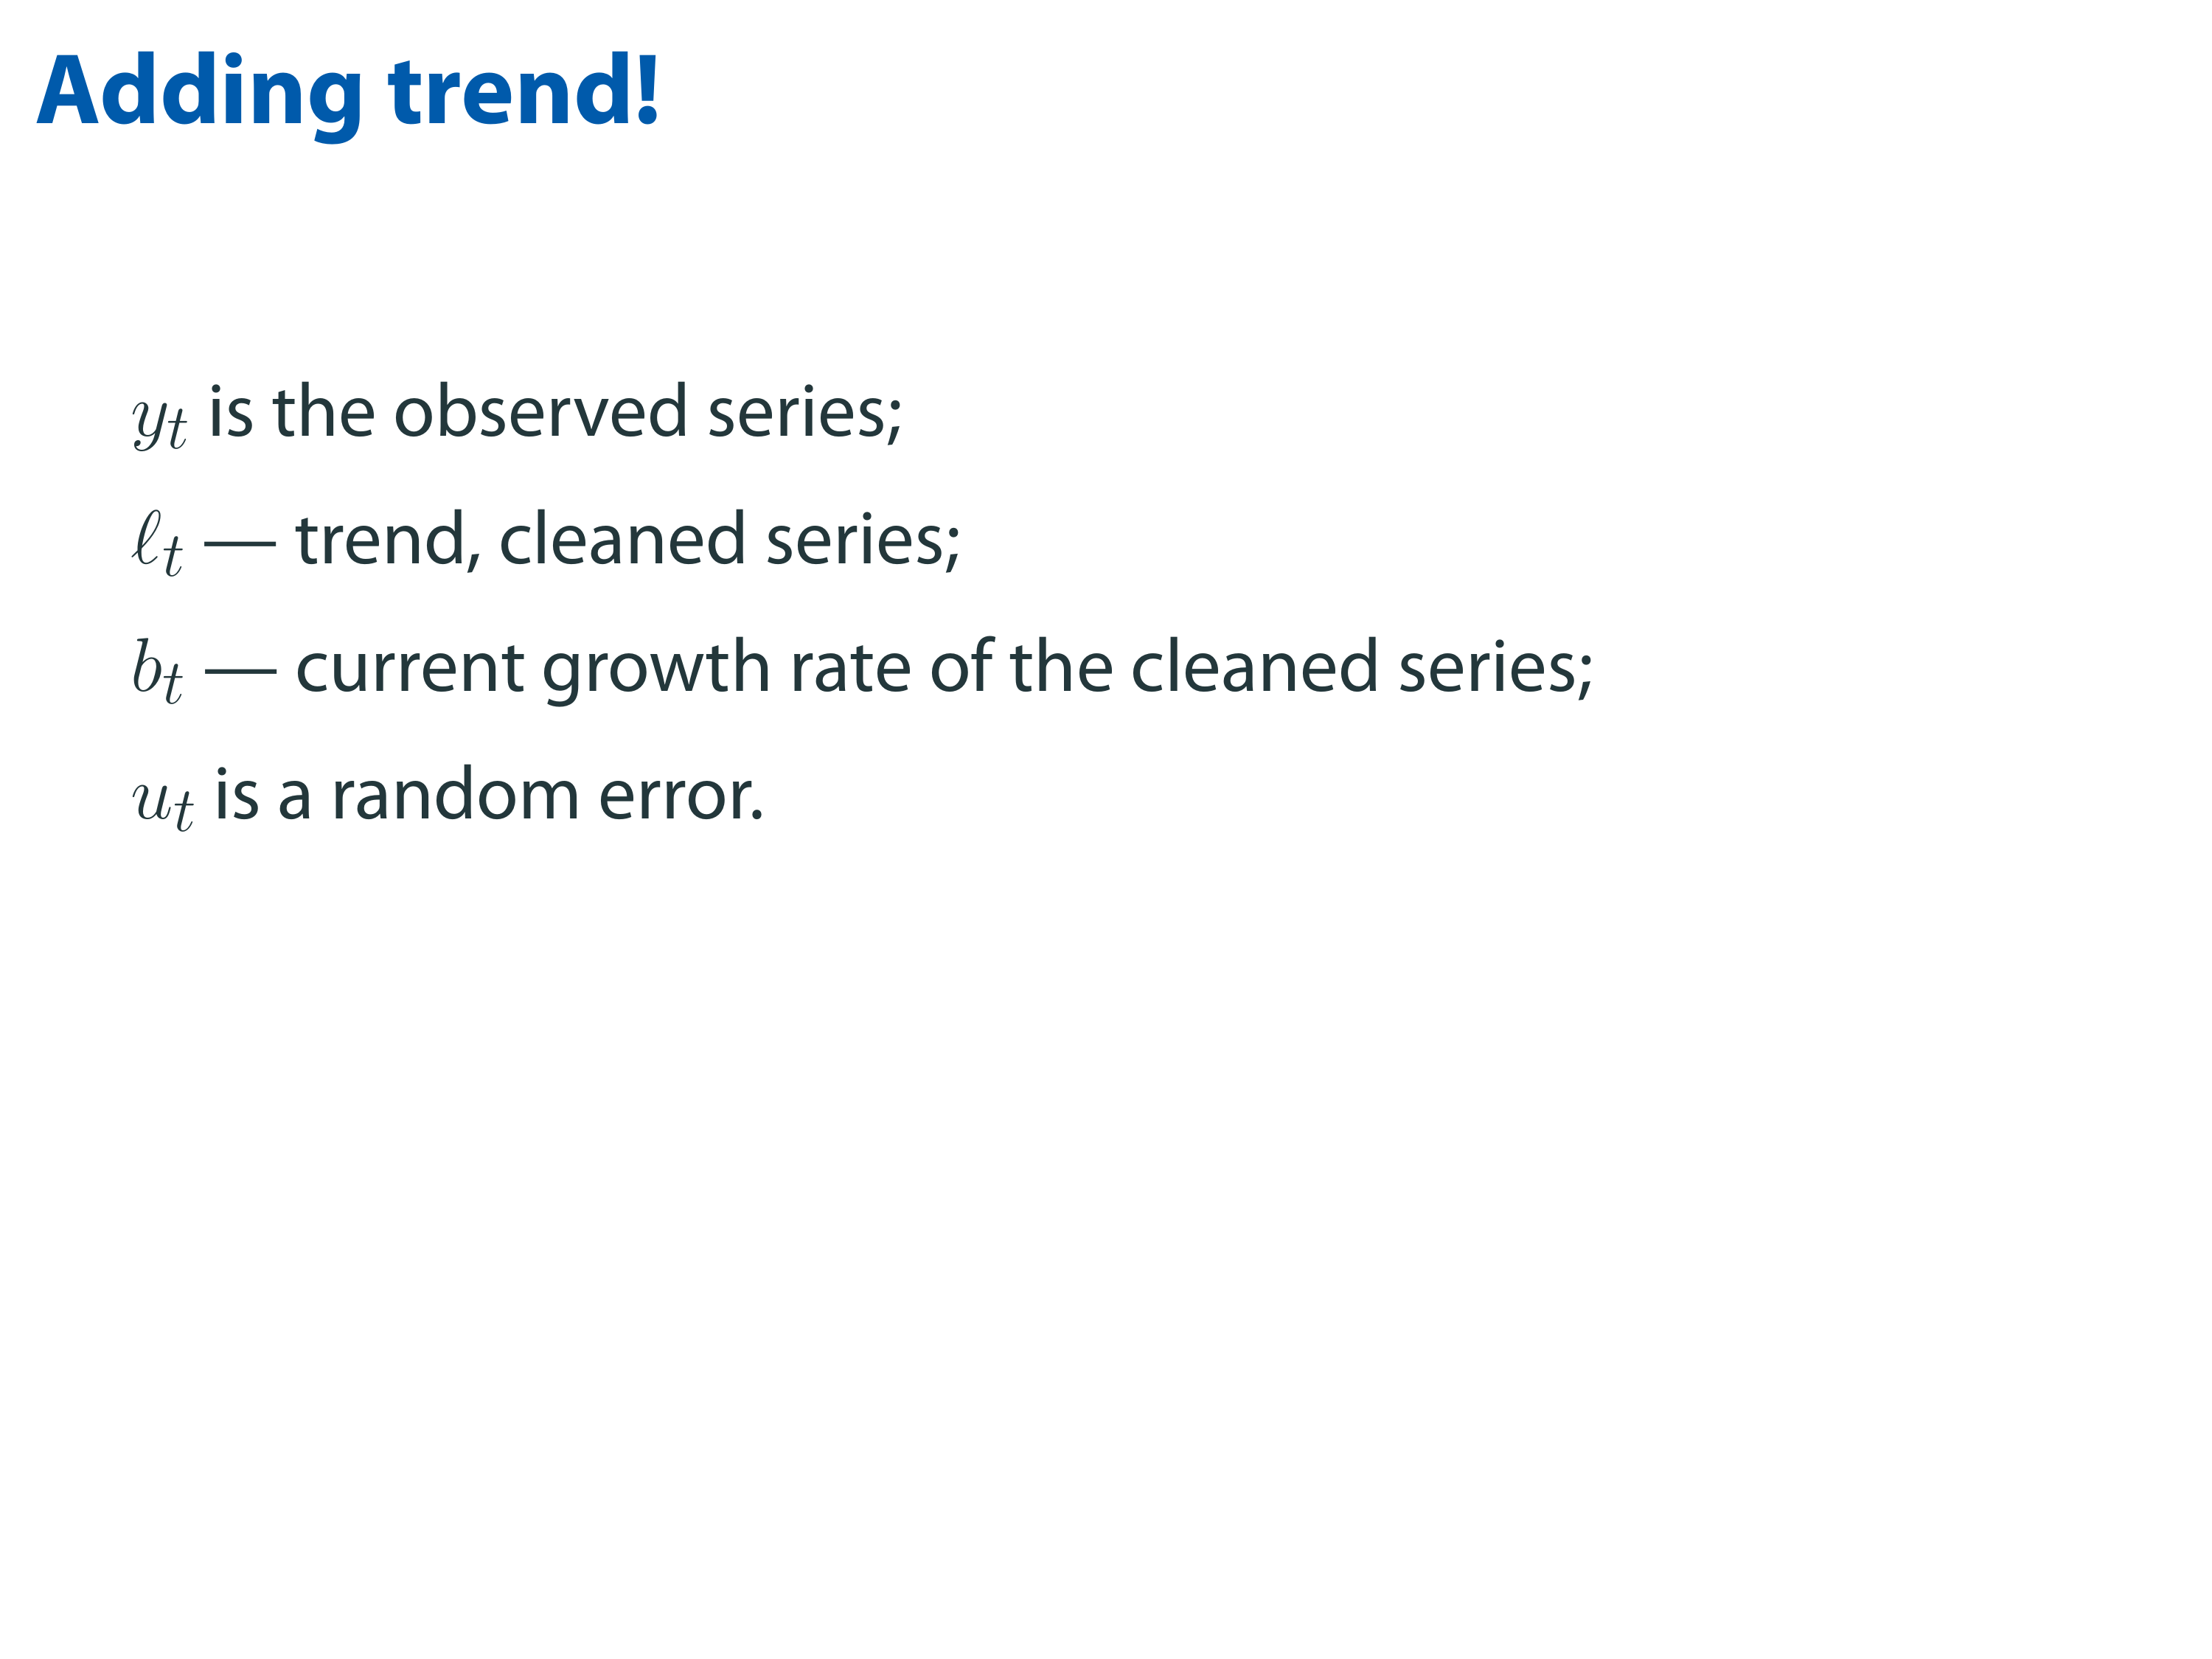 Adding trend!
$y_t$ is the observed series;
$\ell_t$ — trend, cleaned series;
$b_t$ — current growth rate of the cleaned series;
$u_t$ is a random error.